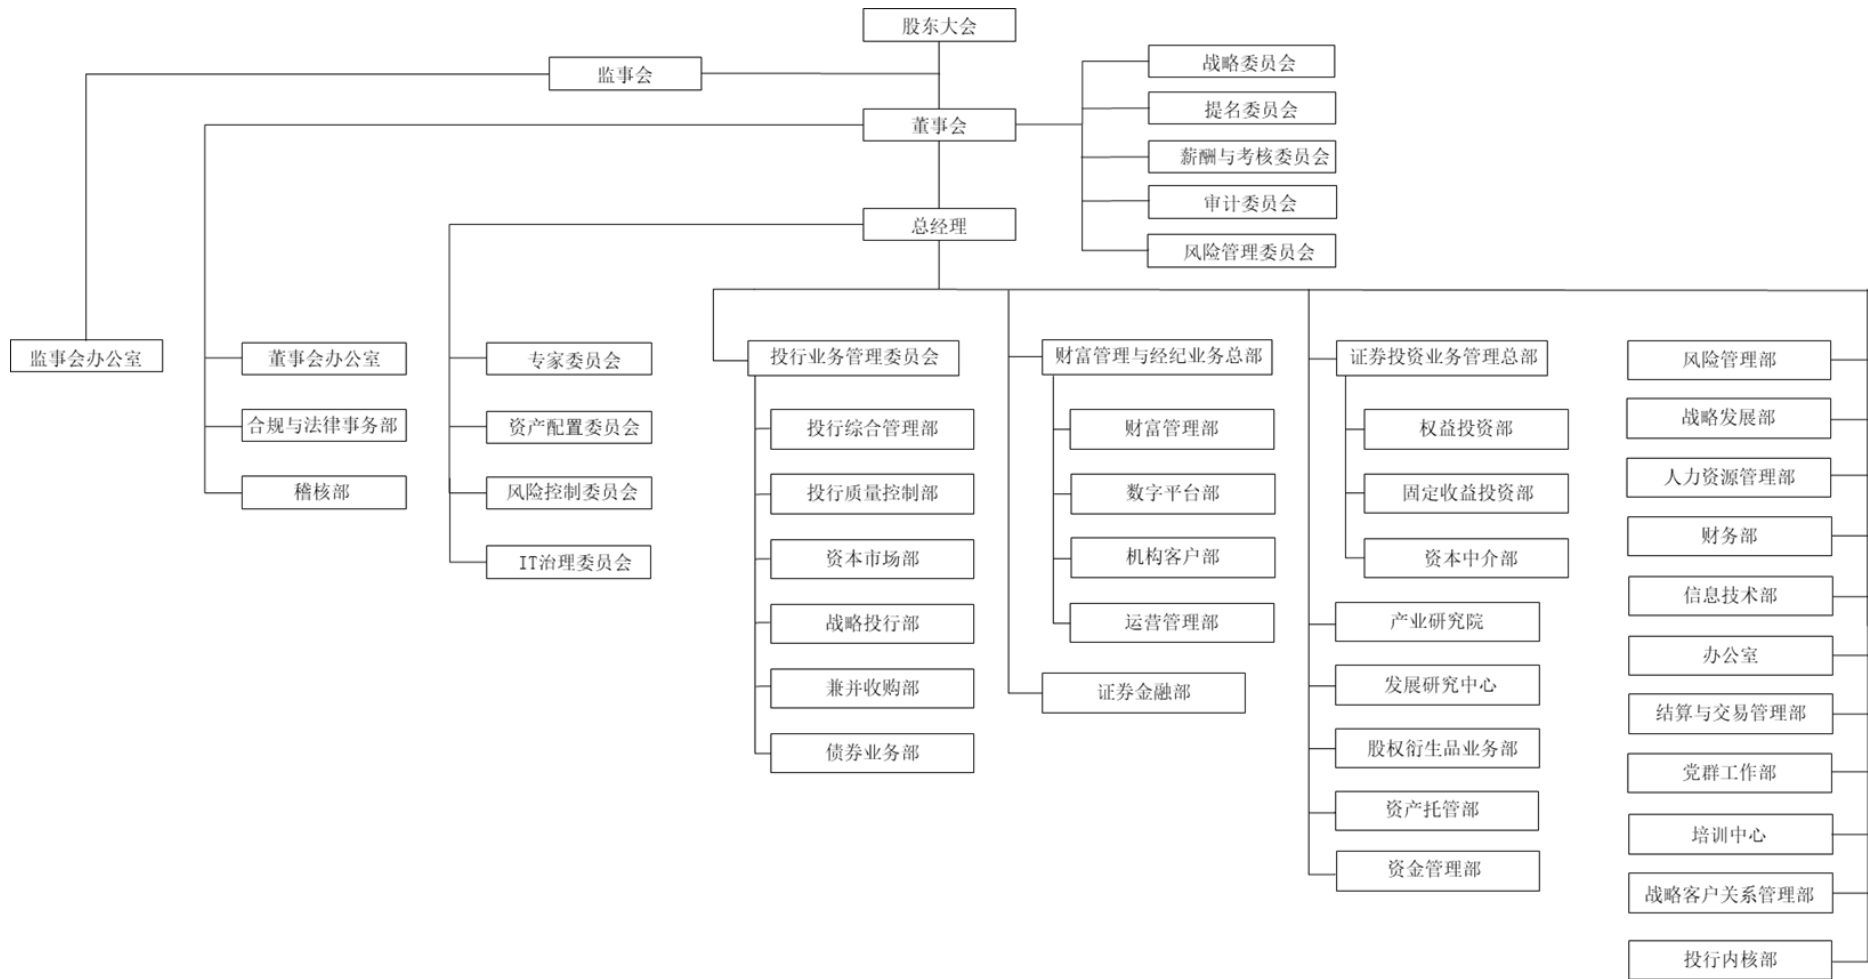 股东大会
监事会
战略委员会
提名委员会
董事会
薪酬与考核委员会
审计委员会
总经理
风险管理委员会
监事会办公室
董事会办公室
合规与法律事务部
稽核部
专家委员会
资产配置委员会
风险控制委员会
IT治理委员会
投行业务管理委员会
投行综合管理部
投行质量控制部
资本市场部
战略投行部
兼并收购部
债券业务部
财富管理与经纪业务总部
财富管理部
数字平台部
机构客户部
运营管理部
证券金融部
证券投资业务管理总部
权益投资部
固定收益投资部
资本中介部
产业研究院
发展研究中心
股权衍生品业务部
资产托管部
资金管理部
风险管理部
战略发展部
人力资源管理部
财务部
信息技术部
办公室
结算与交易管理部
党群工作部
培训中心
战略客户关系管理部
投行内核部